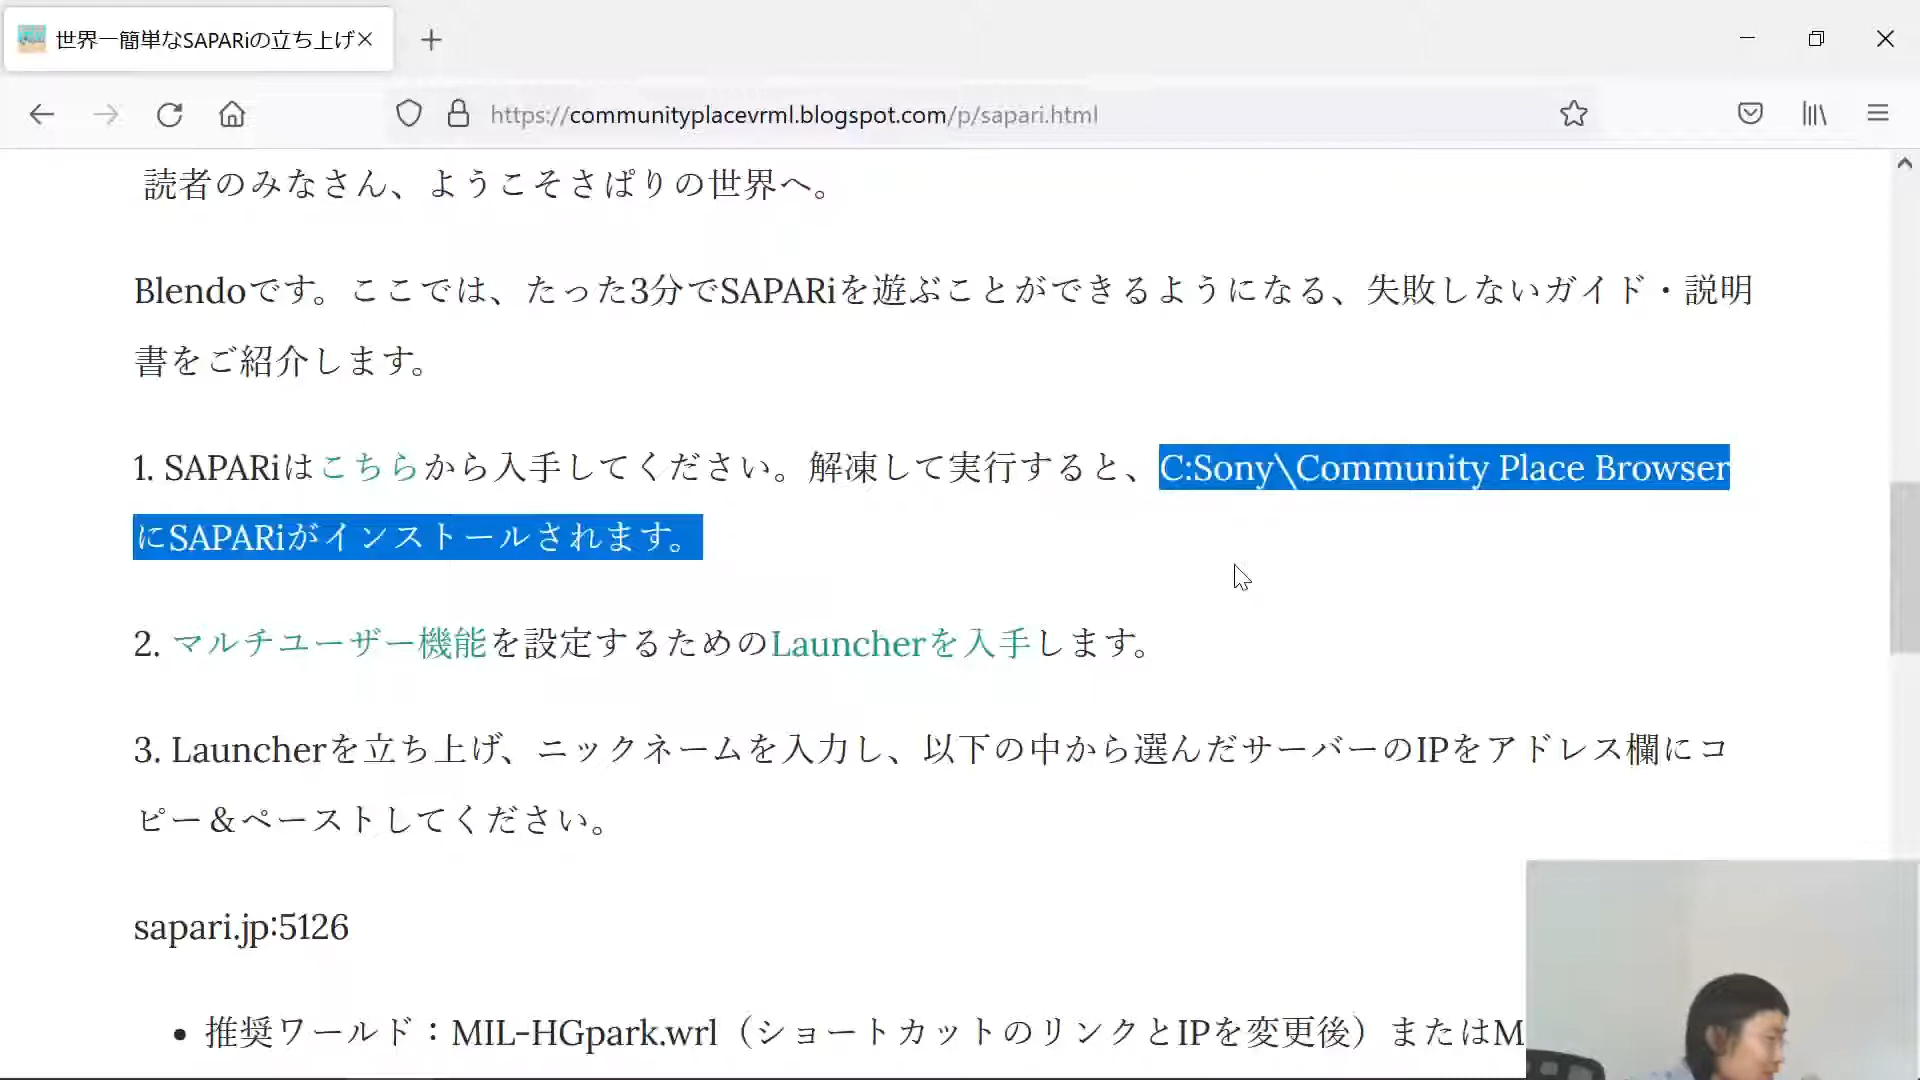 世界一簡単なSAPARiの立ち上げ
https://communityplacevrml.blogspot.com/p/sapari.html
読者のみなさん、ようこそさぱりの世界へ。
Blendoです。ここでは、たった3分でSAPARiを遊ぶことができるようになる、失敗しないガイド・説明
書をご紹介します。
1. SAPARiはこちらから入手してください。解凍して実行すると、C:Sony\Community Place Browser
にSAPARiがインストールされます。
2. マルチユーザー機能を設定するためのLauncherを入手します。
3. Launcherを立ち上げ、ニックネームを入力し、以下の中から選んだサーバーのIPをアドレス欄にコ
ピー＆ペーストしてください。
sapari.jp:5126
• 推奨ワールド：MIL-HGpark.wrl（ショートカットのリンクとIPを変更後）またはM